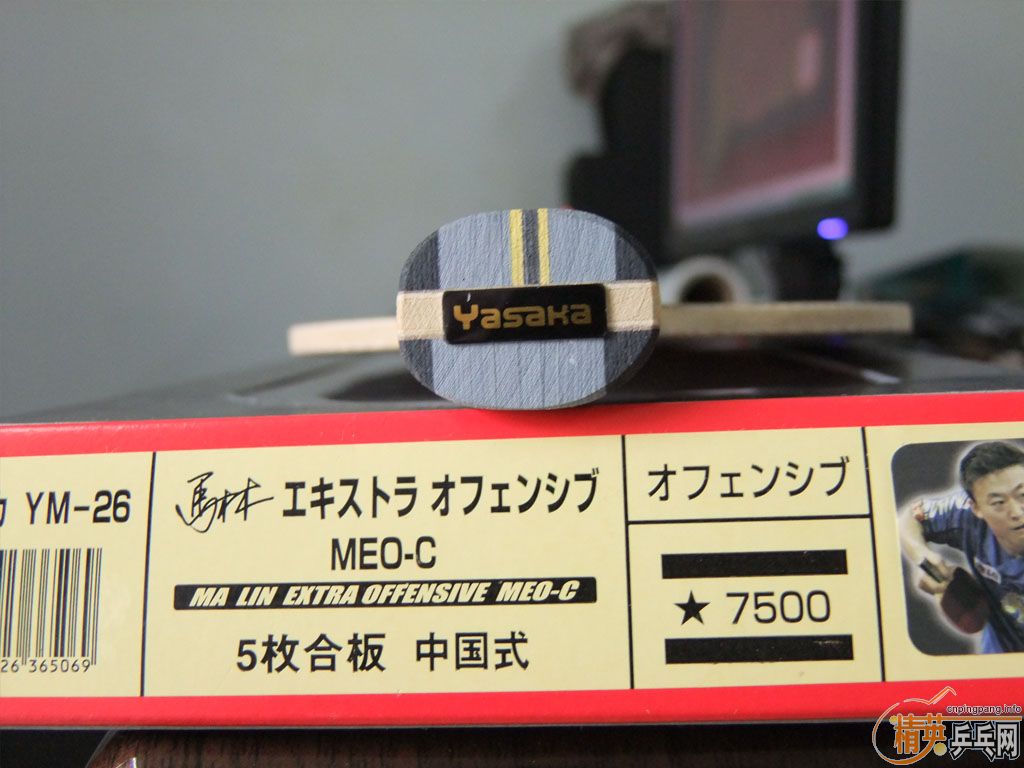 Yasaka
YM-26
26 365069
馬林 エキストラ オフェンシブ
MEO-C
MA LIN EXTRA OFFENSIVE MEO-C
5枚合板 中国式
オフェンシブ
★ 7500
cnpingpang.info
精英乒乓网